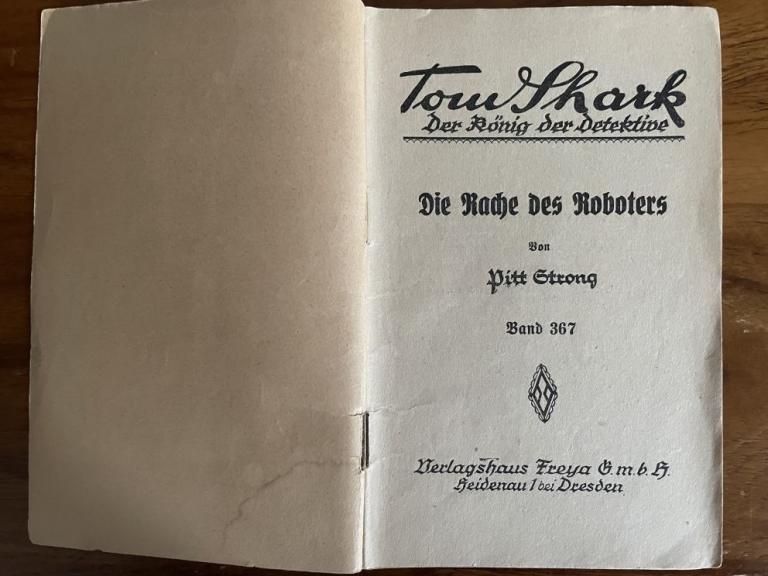 Tom Shark
Der König der Detektive
Die Rache des Roboters
Von
Pitt Strong
Band 367
Verlagshaus Freya G.m.b.H.
Heidenau 1 bei Dresden